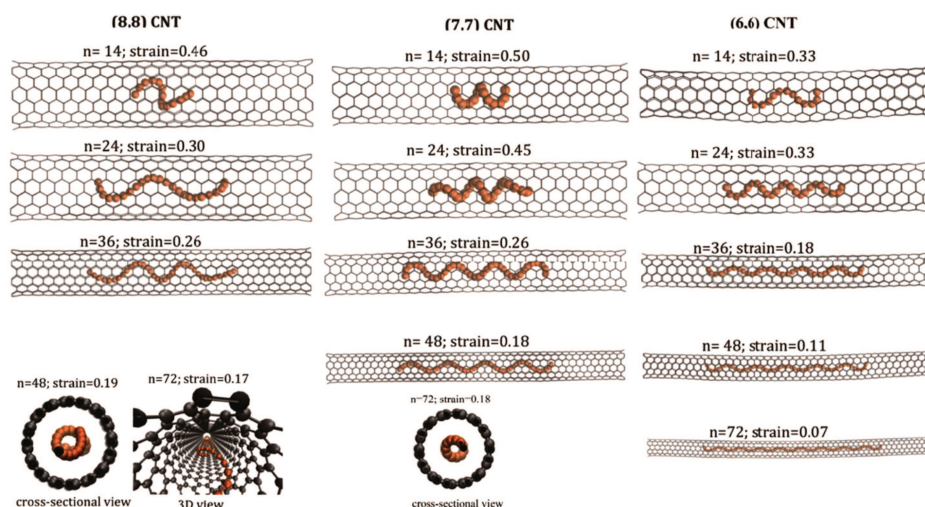 (8,8) CNT
n= 14; strain=0.46
n=24; strain=0.30
n=36; strain=0.26
n=48; strain=0.19
cross-sectional view
n=72; strain=0.17
3D view
(7,7) CNT
n= 14; strain=0.50
n= 24; strain=0.45
n=36; strain=0.26
n= 48; strain=0.18
n=72; strain=0.18
cross-sectional view
(6,6) CNT
n= 14; strain=0.33
n= 24; strain=0.33
n=36; strain=0.18
n= 48; strain=0.11
n=72; strain=0.07